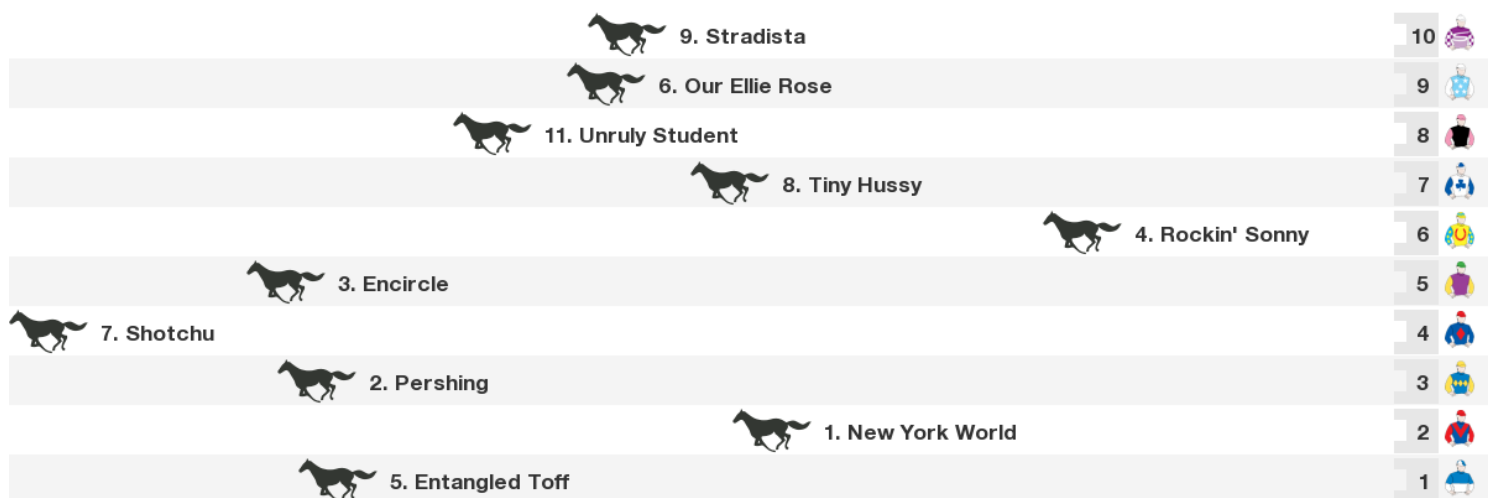 9. Stradista 10
6. Our Ellie Rose 9
11. Unruly Student 8
8. Tiny Hussy 7
4. Rockin' Sonny 6
3. Encircle 5
7. Shotchu 4
2. Pershing 3
1. New York World 2
5. Entangled Toff 1